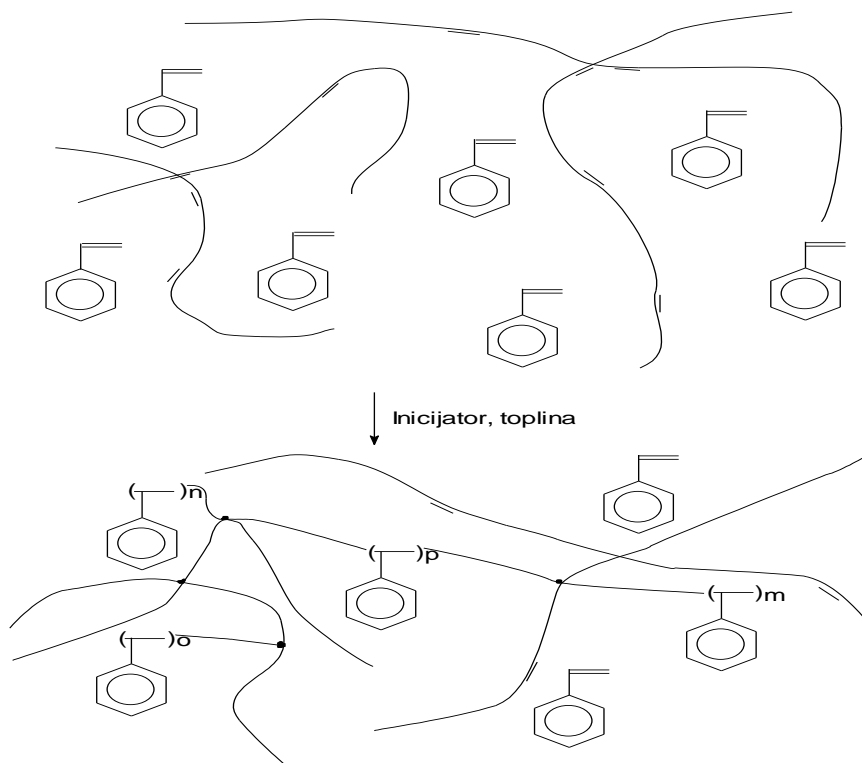 Inicijator, toplina
( )n
( )p
( )m
( )o